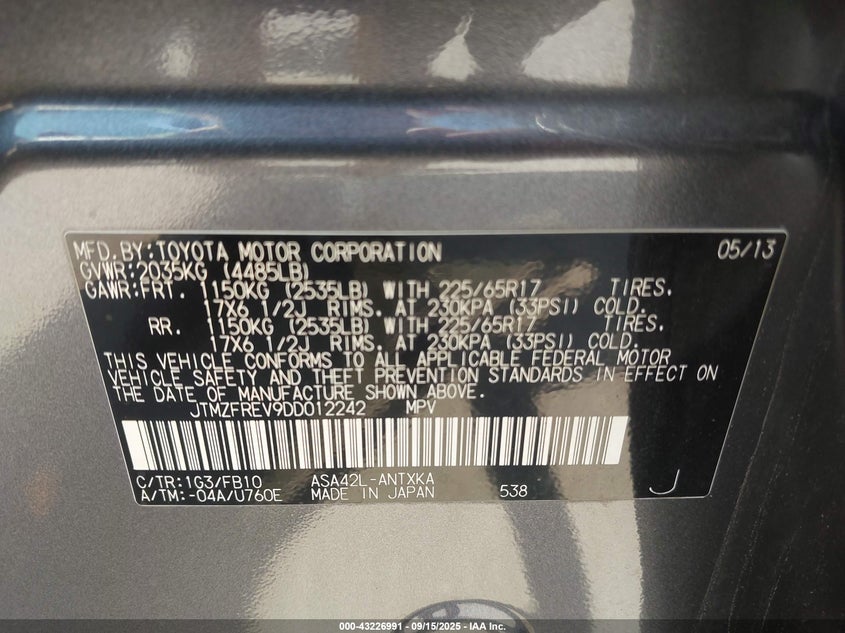 MFD. BY: TOYOTA MOTOR CORPORATION 05/13
GVWR: 2035KG (4485LB)
GAWR: FRT. 1150KG (2535LB) WITH 225/65R17 TIRES.
17X6 1/2J RIMS. AT 230KPA (33PSI) COLD.
RR. 1150KG (2535LB) WITH 225/65R17 TIRES.
17X6 1/2J RIMS. AT 230KPA (33PSI) COLD.
THIS VEHICLE CONFORMS TO ALL APPLICABLE FEDERAL MOTOR
VEHICLE SAFETY AND THEFT PREVENTION STANDARDS IN EFFECT ON
THE DATE OF MANUFACTURE SHOWN ABOVE.
JTMZFREV9DD012242 MPV
C/TR: 1G3/FB10 ASA42L-ANTXKA
A/TM: -04A/U760E MADE IN JAPAN 538 J
000-43226991 - 09/15/2025 - IAA Inc.